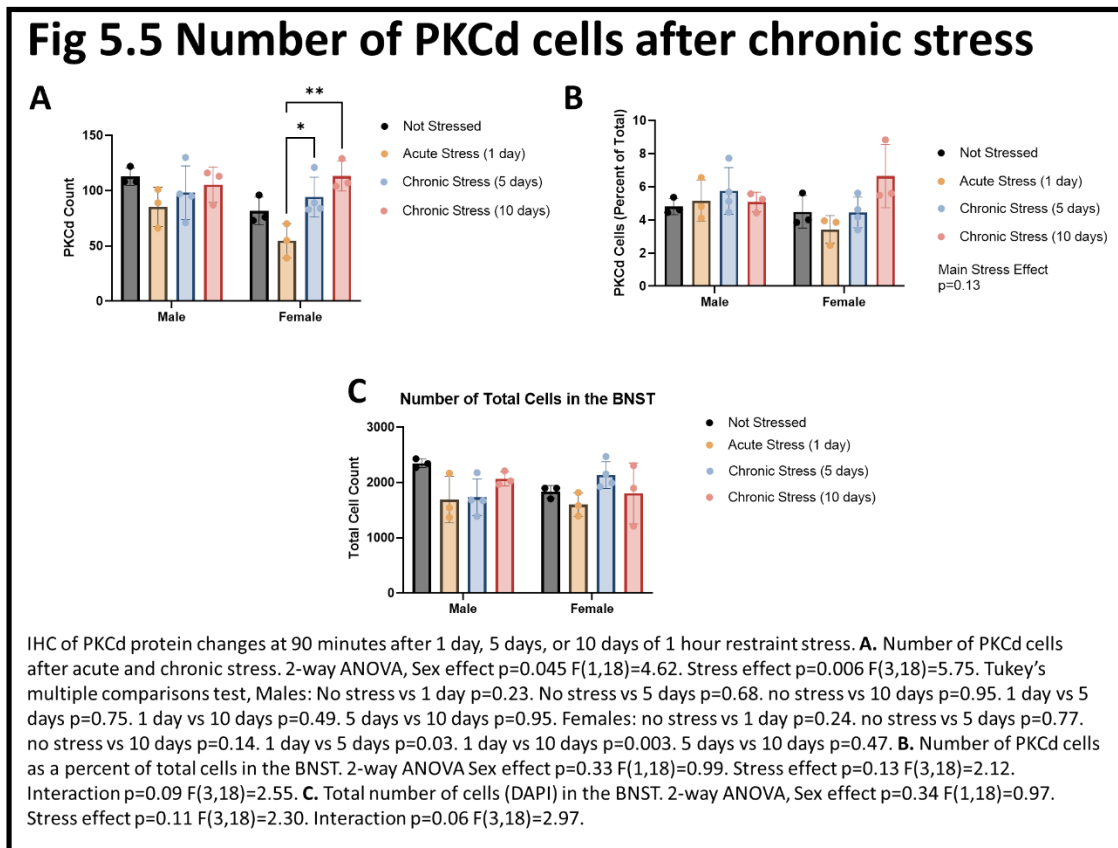 Fig 5.5 Number of PKCd cells after chronic stress
A
**
*
150
100
50
0
PKCd Count
Male
Female
Not Stressed
Acute Stress (1 day)
Chronic Stress (5 days)
Chronic Stress (10 days)
B
10
8
6
4
2
0
PKCd Cells (Percent of Total)
Male
Female
Not Stressed
Acute Stress (1 day)
Chronic Stress (5 days)
Chronic Stress (10 days)
Main Stress Effect
p=0.13
C
Number of Total Cells in the BNST
3000
2000
1000
0
Total Cell Count
Male
Female
Not Stressed
Acute Stress (1 day)
Chronic Stress (5 days)
Chronic Stress (10 days)
IHC of PKCd protein changes at 90 minutes after 1 day, 5 days, or 10 days of 1 hour restraint stress. A. Number of PKCd cells
after acute and chronic stress. 2-way ANOVA, Sex effect p=0.045 F(1,18)=4.62. Stress effect p=0.006 F(3,18)=5.75. Tukey's
multiple comparisons test, Males: No stress vs 1 day p=0.23. No stress vs 5 days p=0.68. no stress vs 10 days p=0.95. 1 day vs 5
days p=0.75. 1 day vs 10 days p=0.49. 5 days vs 10 days p=0.95. Females: no stress vs 1 day p=0.24. no stress vs 5 days p=0.77.
no stress vs 10 days p=0.14. 1 day vs 5 days p=0.03. 1 day vs 10 days p=0.003. 5 days vs 10 days p=0.47. B. Number of PKCd cells
as a percent of total cells in the BNST. 2-way ANOVA Sex effect p=0.33 F(1,18)=0.99. Stress effect p=0.13 F(3,18)=2.12.
Interaction p=0.09 F(3,18)=2.55. C. Total number of cells (DAPI) in the BNST. 2-way ANOVA, Sex effect p=0.34 F(1,18)=0.97.
Stress effect p=0.11 F(3,18)=2.30. Interaction p=0.06 F(3,18)=2.97.